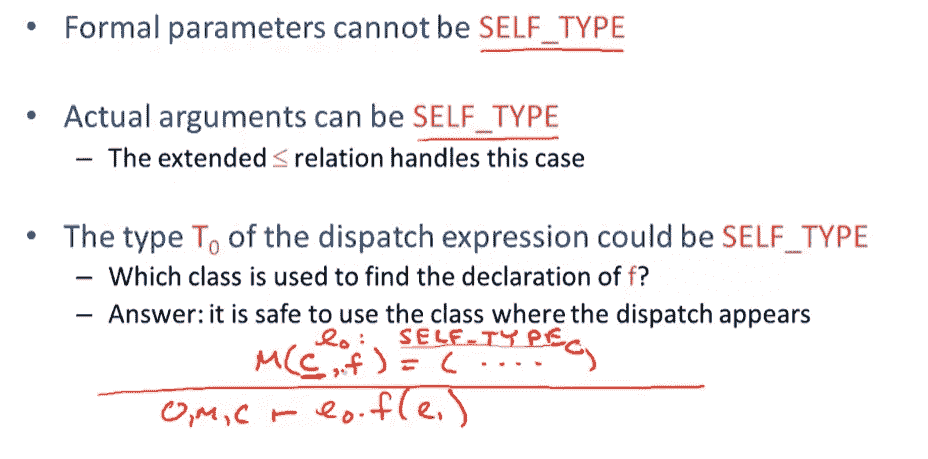 • Formal parameters cannot be SELF_TYPE
• Actual arguments can be SELF_TYPE
– The extended ≤ relation handles this case
• The type T₀ of the dispatch expression could be SELF_TYPE
– Which class is used to find the declaration of f?
– Answer: it is safe to use the class where the dispatch appears
e₀: SELF-TYPE_C
M(C, f) = (....)
O,M,C ⊢ e₀.f(e₁)